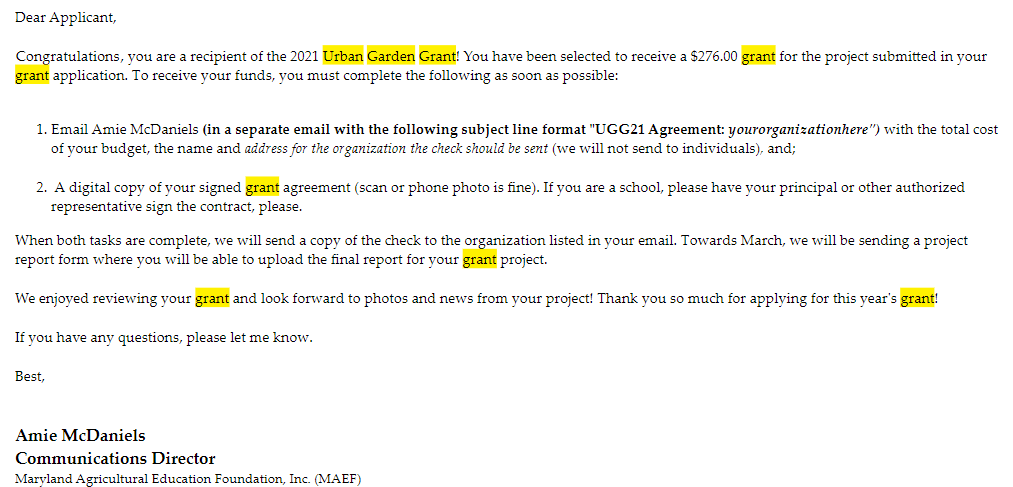 Dear Applicant,
Congratulations, you are a recipient of the 2021 Urban Garden Grant! You have been selected to receive a $276.00 grant for the project submitted in your
grant application. To receive your funds, you must complete the following as soon as possible:
1. Email Amie McDaniels (in a separate email with the following subject line format "UGG21 Agreement: yourorganizationhere") with the total cost
of your budget, the name and address for the organization the check should be sent (we will not send to individuals), and;
2. A digital copy of your signed grant agreement (scan or phone photo is fine). If you are a school, please have your principal or other authorized
representative sign the contract, please.
When both tasks are complete, we will send a copy of the check to the organization listed in your email. Towards March, we will be sending a project
report form where you will be able to upload the final report for your grant project.
We enjoyed reviewing your grant and look forward to photos and news from your project! Thank you so much for applying for this year's grant!
If you have any questions, please let me know.
Best,
Amie McDaniels
Communications Director
Maryland Agricultural Education Foundation, Inc. (MAEF)